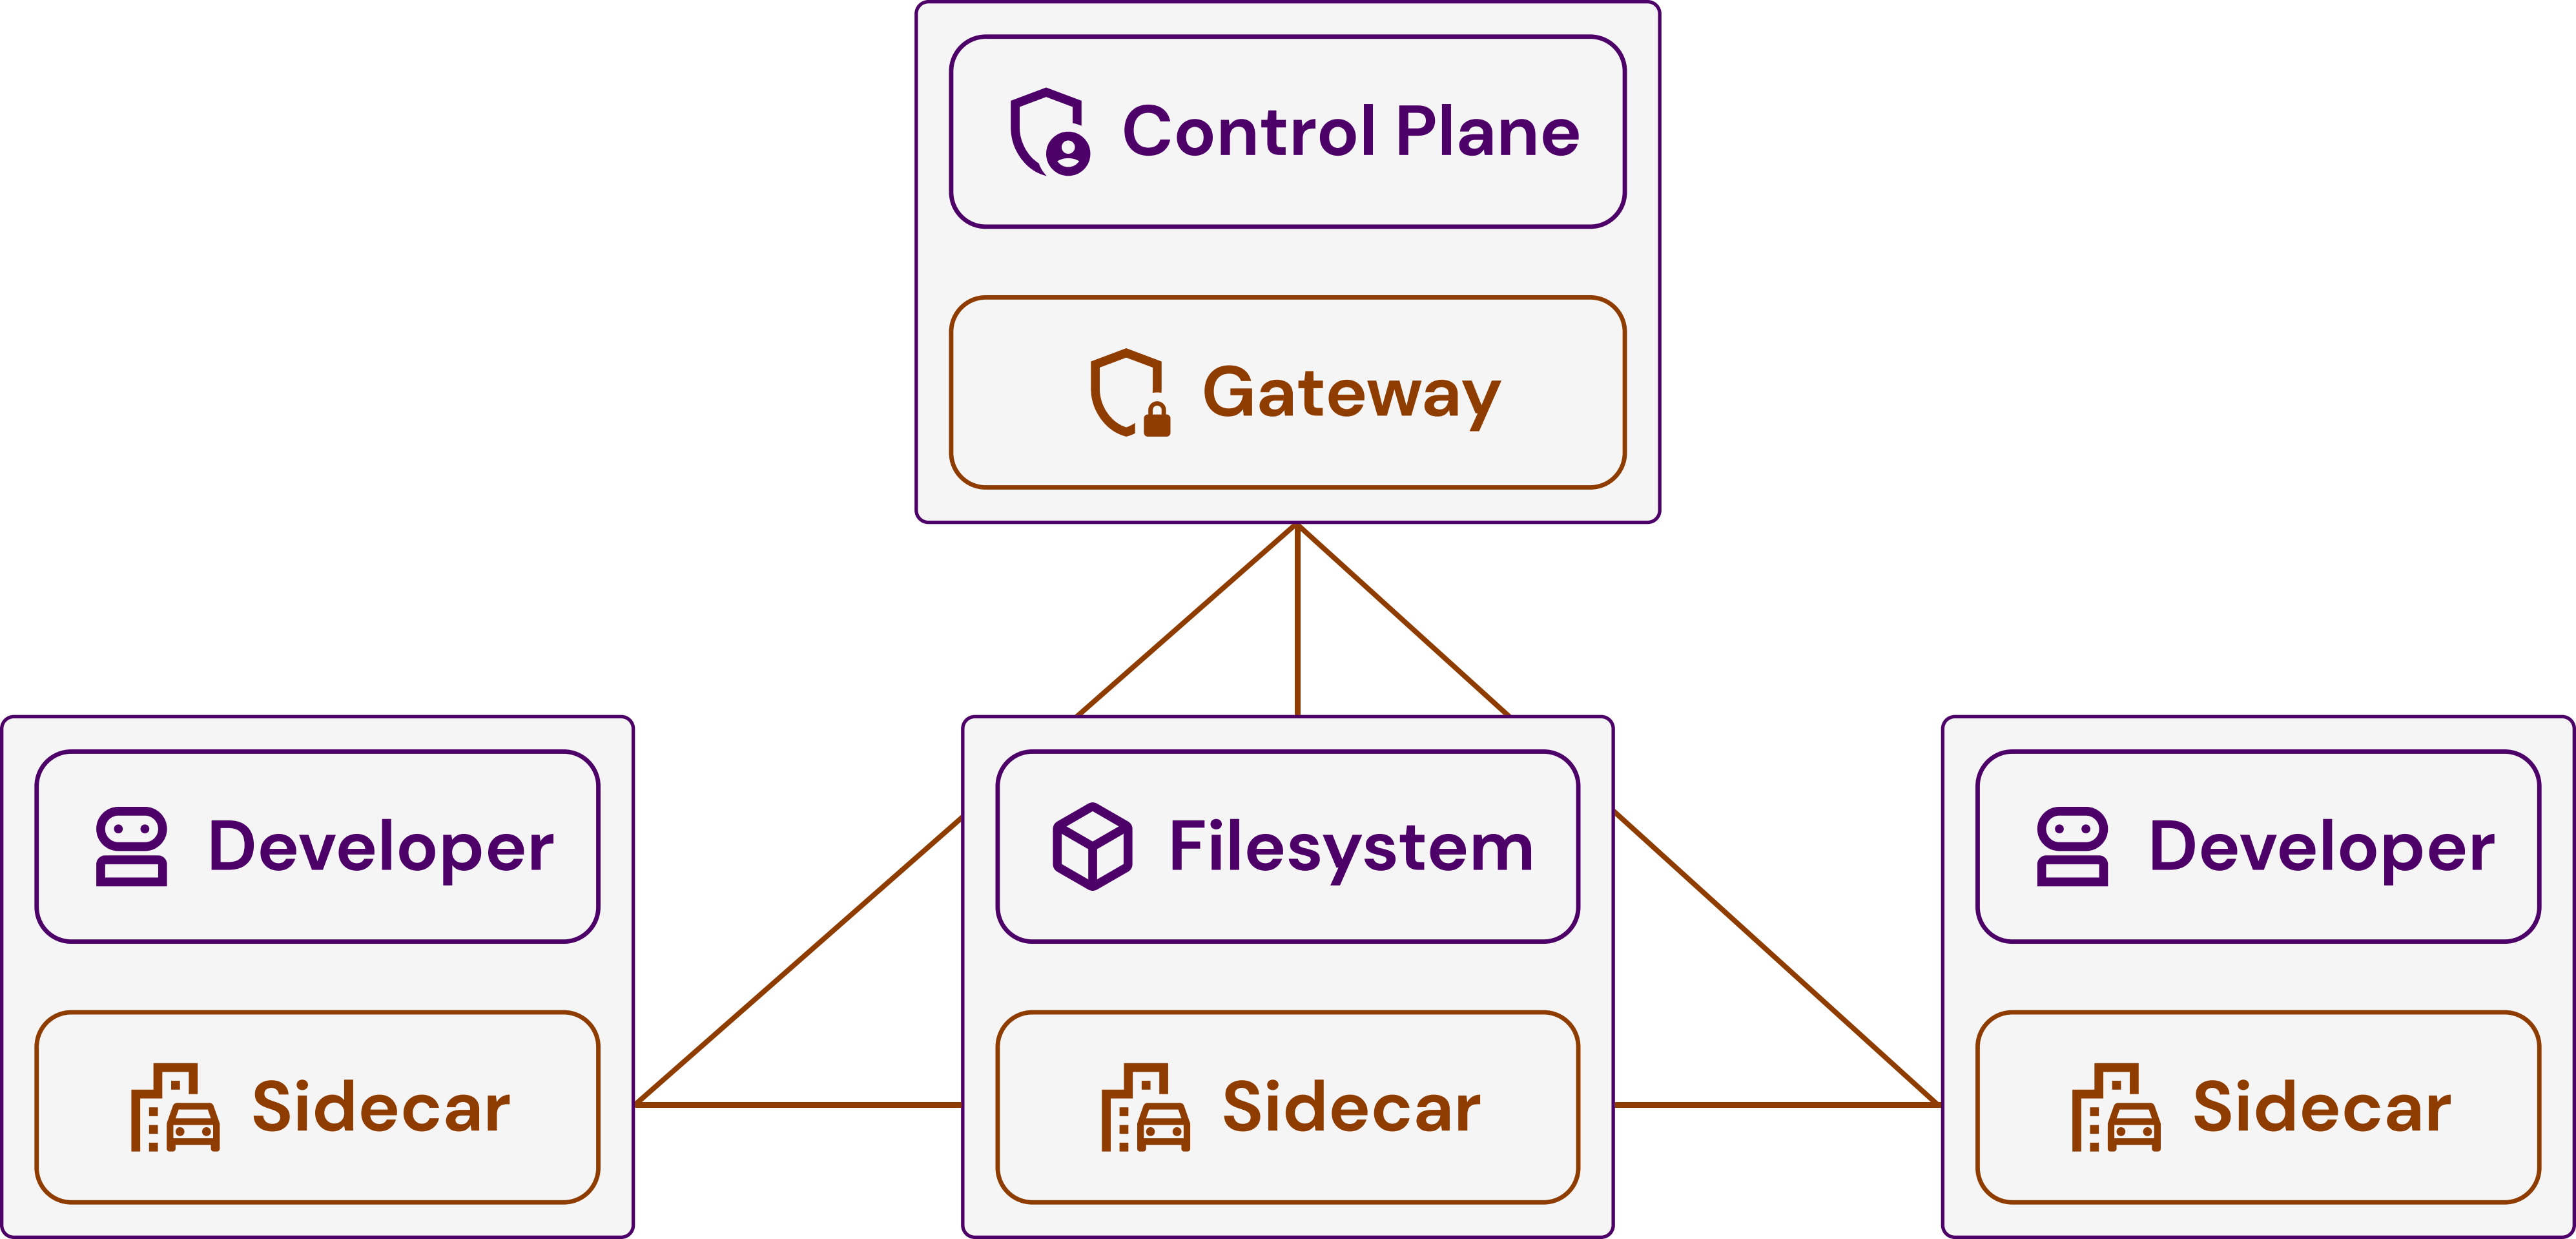 Control Plane
Gateway
Developer
Filesystem
Developer
Sidecar
Sidecar
Sidecar